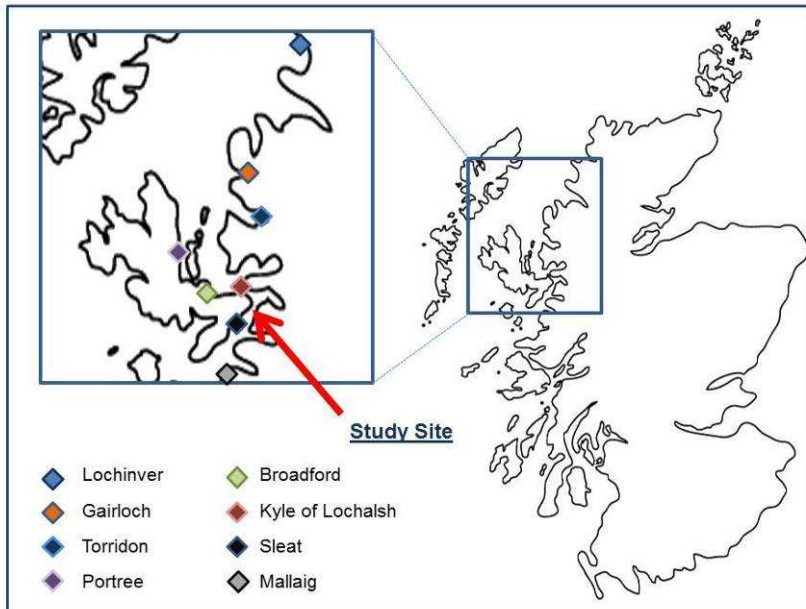 Study Site
Lochinver
Gairloch
Torridon
Portree
Broadford
Kyle of Lochalsh
Sleat
Mallaig